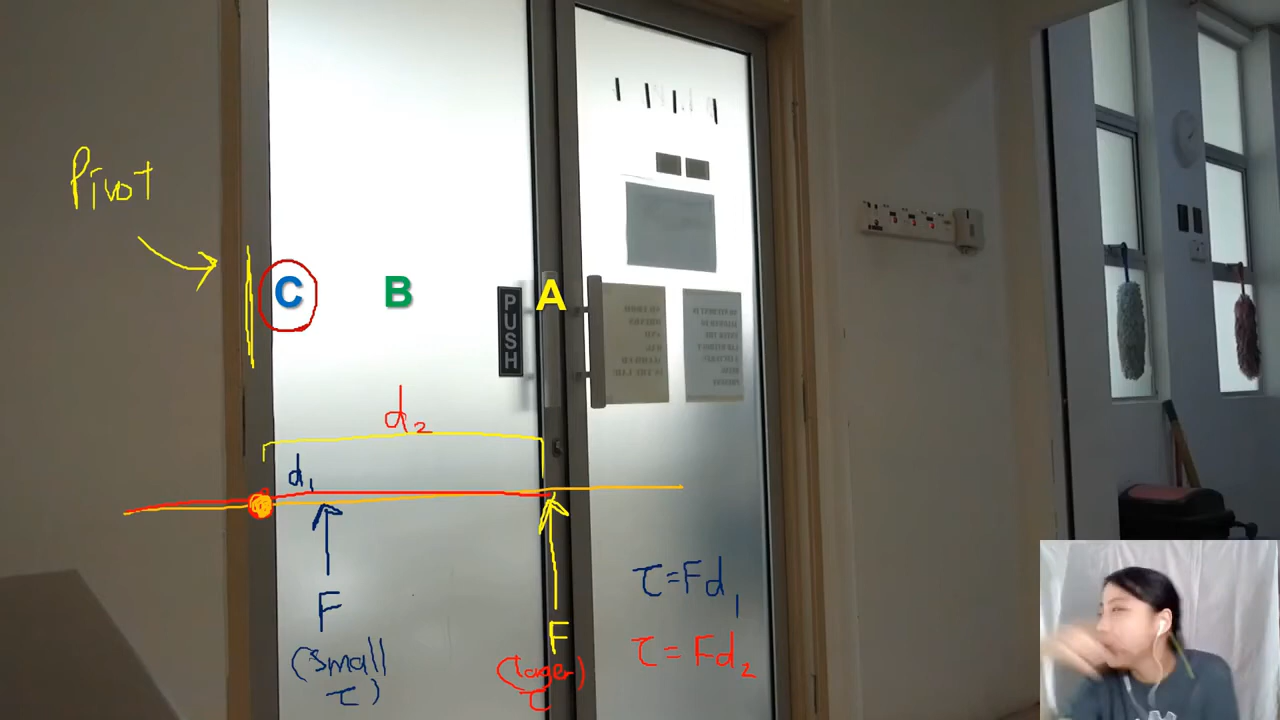 Pivot
C
B
A
PUSH
d₂
d₁
F
(small
τ)
F
(larger)
τ
τ=Fd₁
τ=Fd₂